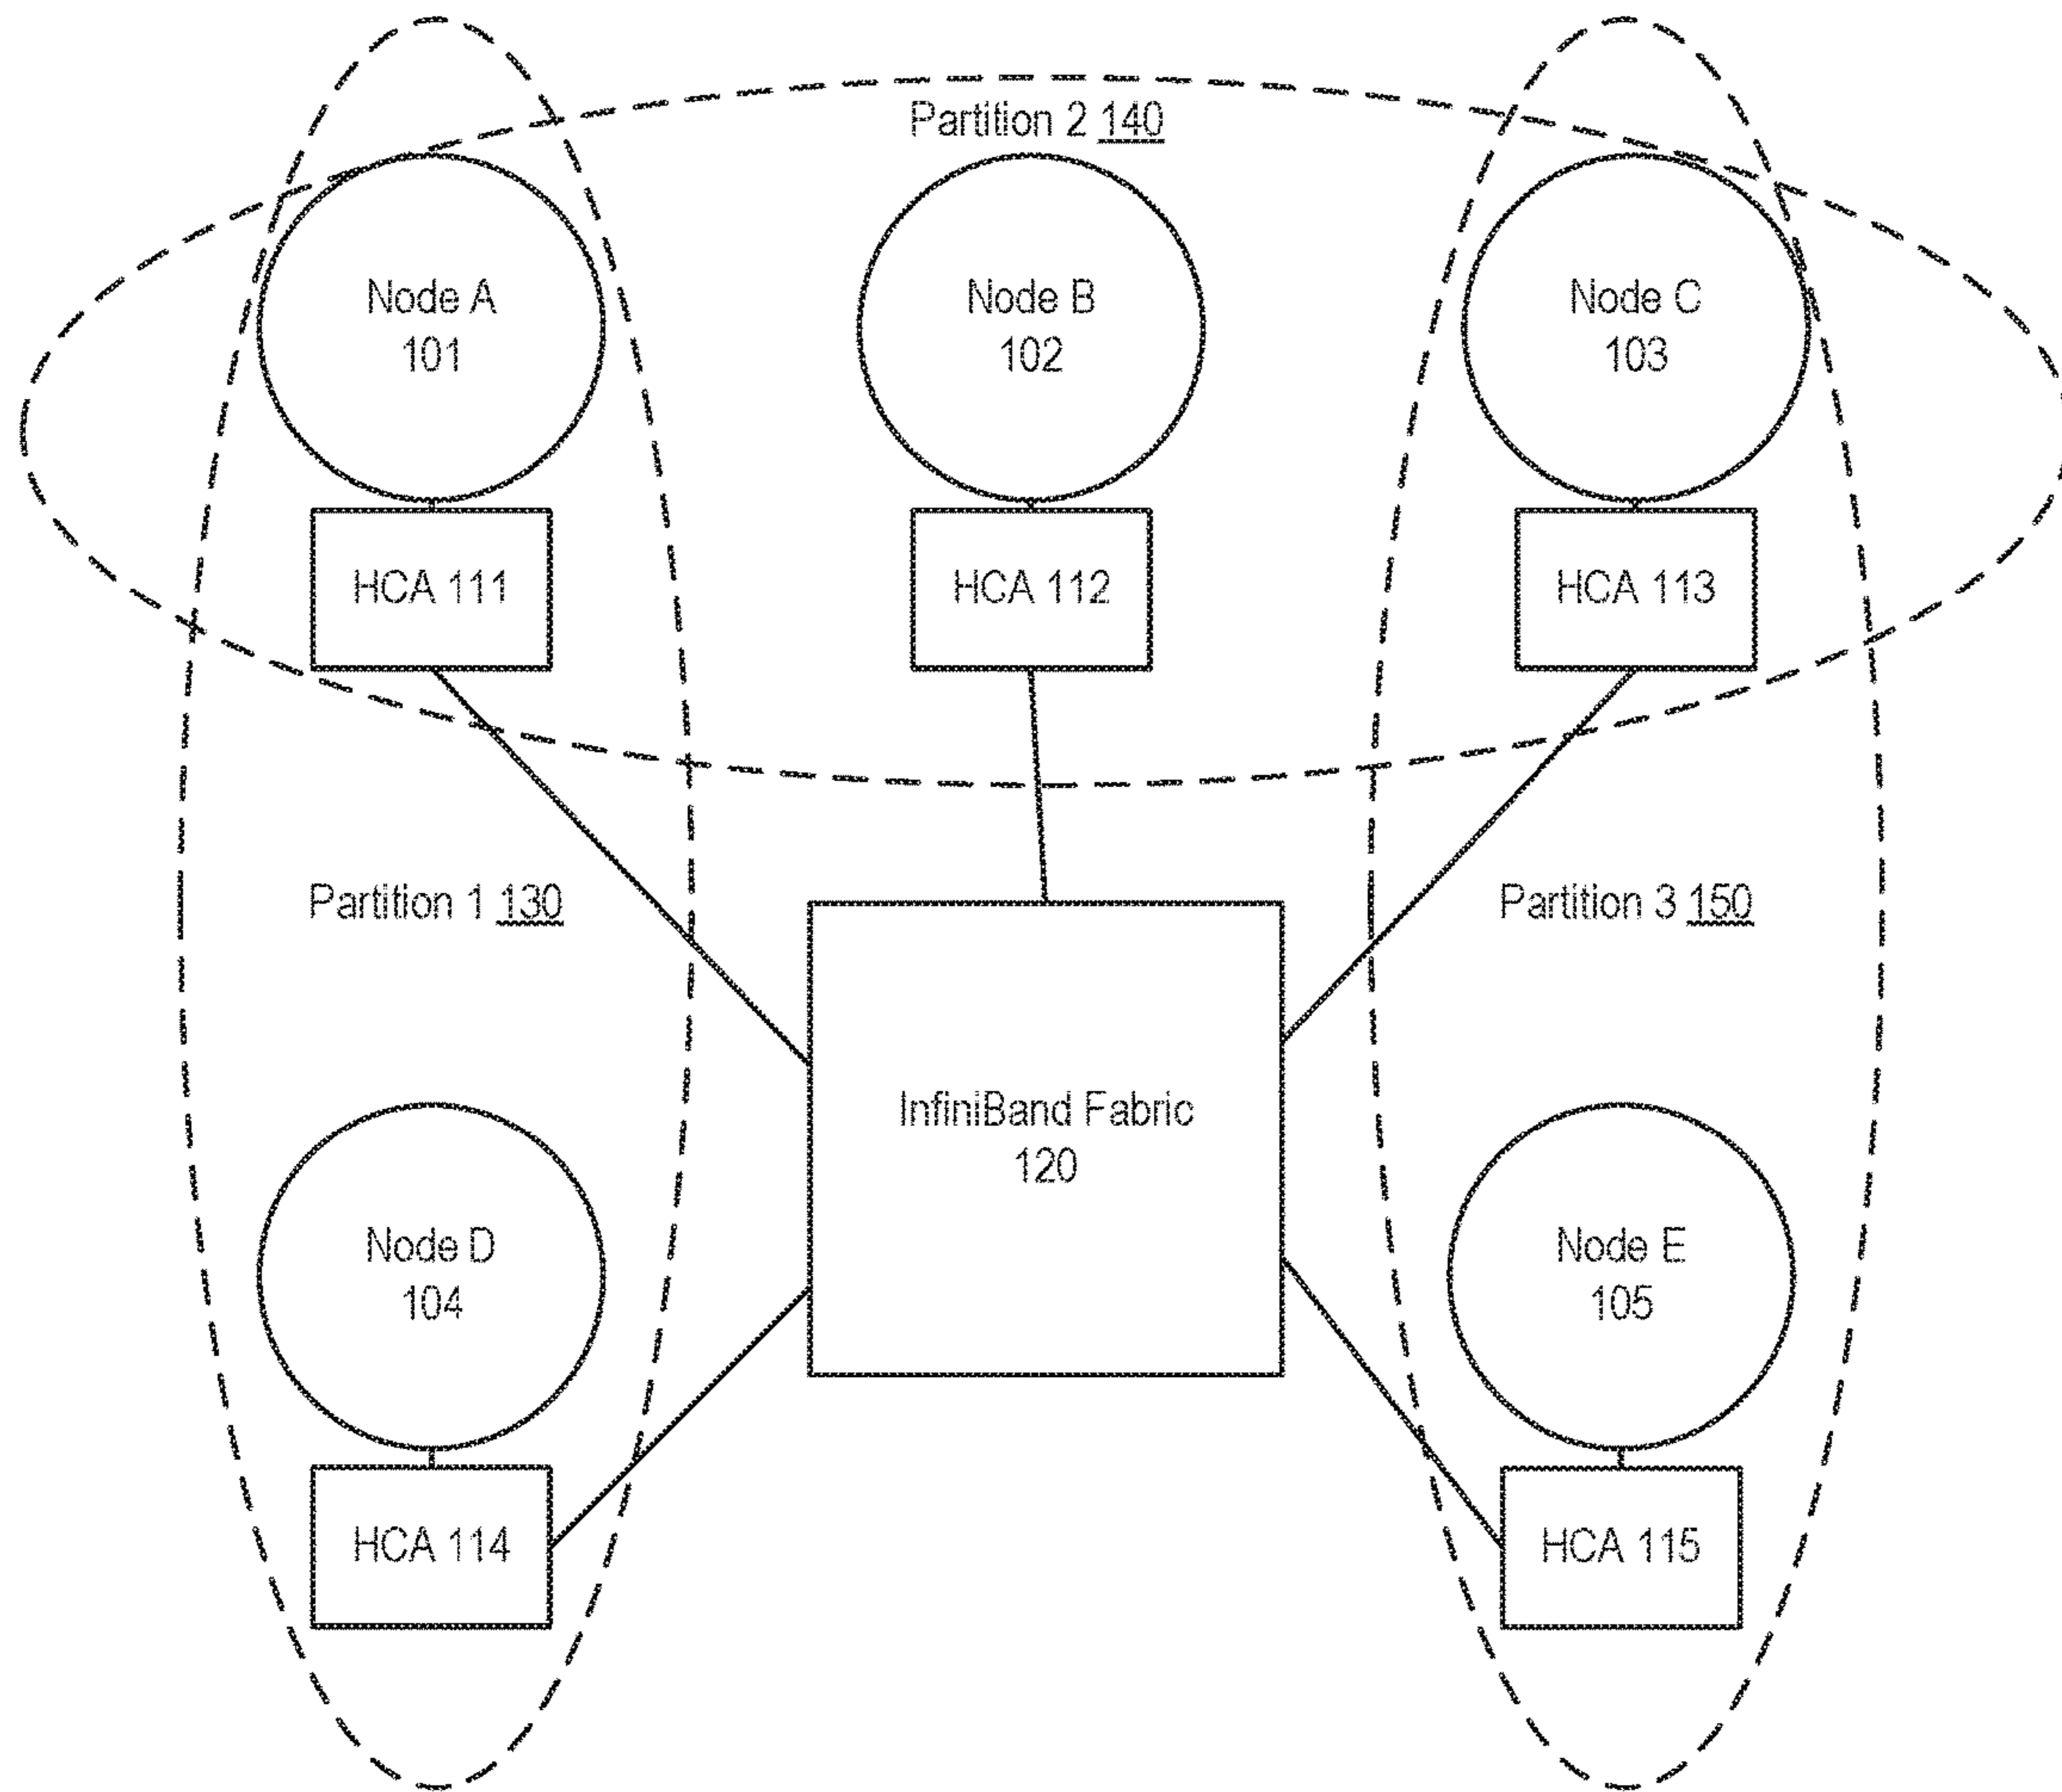 Partition 2 140
Node A
101
Node B
102
Node C
103
HCA 111
HCA 112
HCA 113
Partition 1 130
Partition 3 150
InfiniBand Fabric
120
Node D
104
Node E
105
HCA 114
HCA 115